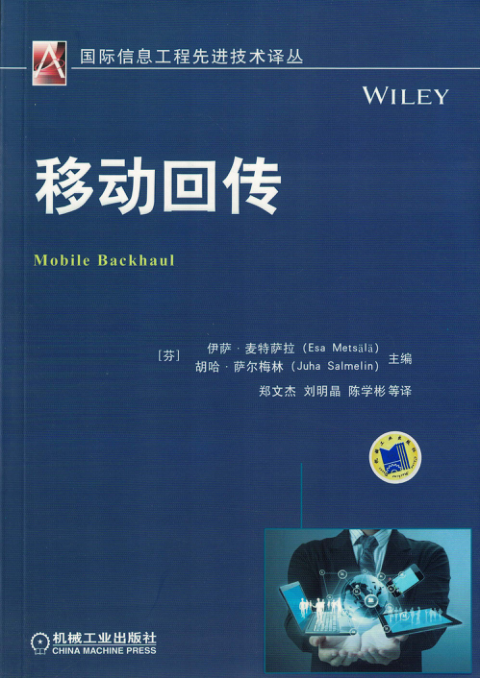 国际信息工程先进技术译丛
WILEY
移动回传
Mobile Backhaul
[芬] 伊萨·麦特萨拉 (Esa Metsälä)
胡哈·萨尔梅林 (Juha Salmelin) 主编
郑文杰 刘明晶 陈学彬 等译
机械工业出版社
CHINA MACHINE PRESS